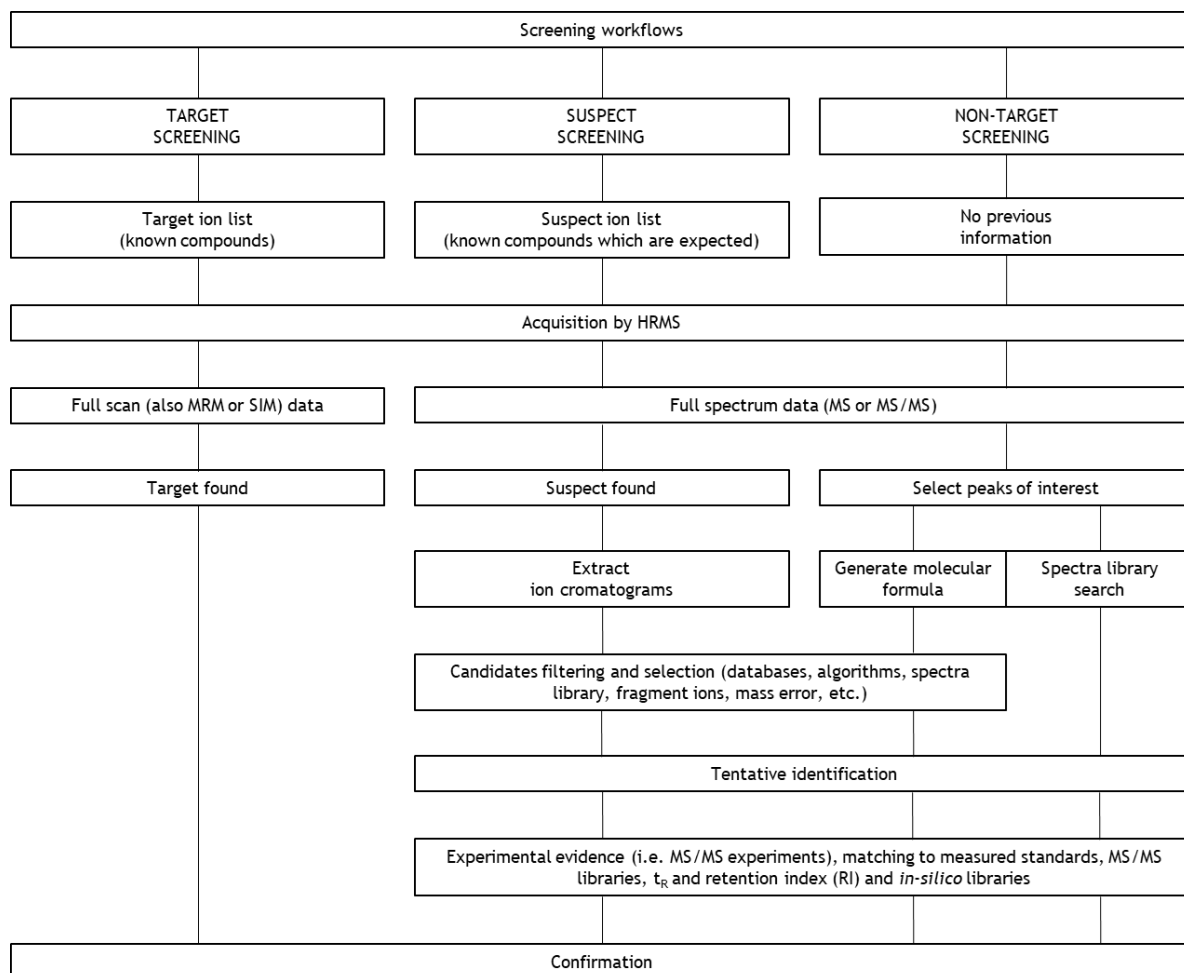 Screening workflows
TARGET
SCREENING
SUSPECT
SCREENING
NON-TARGET
SCREENING
Target ion list
(known compounds)
Suspect ion list
(known compounds which are expected)
No previous
information
Acquisition by HRMS
Full scan (also MRM or SIM) data
Full spectrum data (MS or MS/MS)
Target found
Suspect found
Select peaks of interest
Extract
ion cromatograms
Generate molecular
formula
Spectra library
search
Candidates filtering and selection (databases, algorithms, spectra
library, fragment ions, mass error, etc.)
Tentative identification
Experimental evidence (i.e. MS/MS experiments), matching to measured standards, MS/MS
libraries, tR and retention index (RI) and in-silico libraries
Confirmation